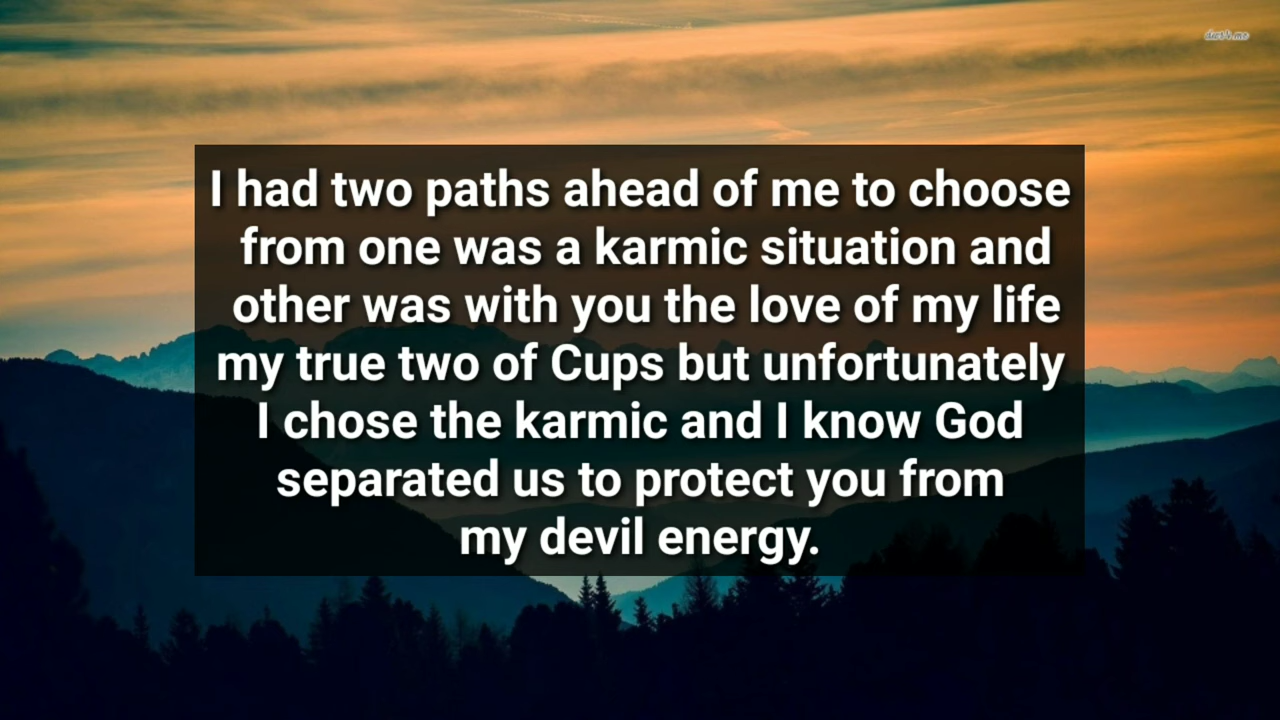 I had two paths ahead of me to choose
from one was a karmic situation and
other was with you the love of my life
my true two of Cups but unfortunately
I chose the karmic and I know God
separated us to protect you from
my devil energy.